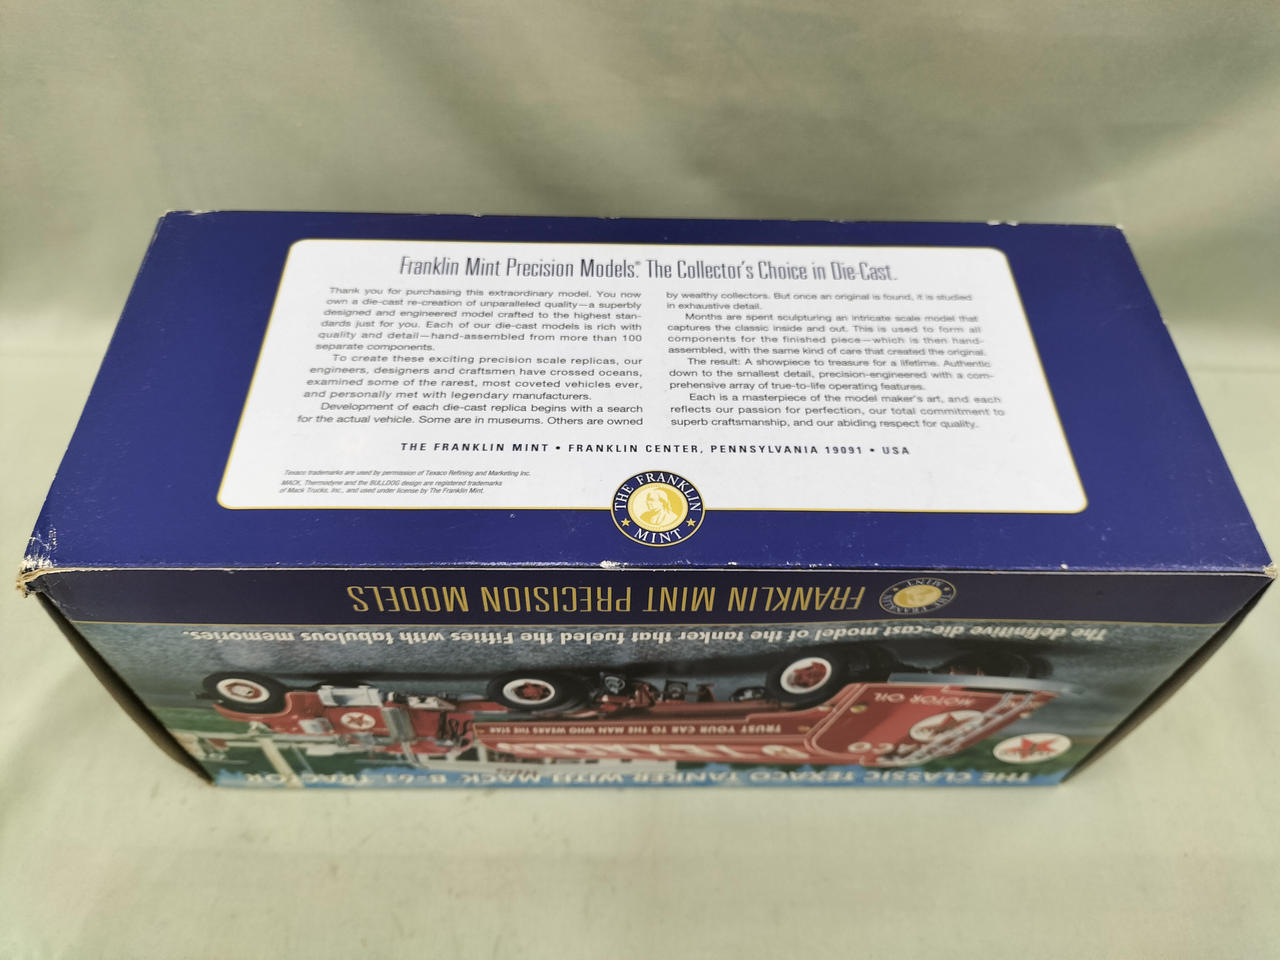 Franklin Mint Precision Models.® The Collector's Choice in Die-Cast.
Thank you for purchasing this extraordinary model. You now
own a die-cast re-creation of unparalleled quality—a superbly
designed and engineered model crafted to the highest stan-
dards just for you. Each of our die-cast models is rich with
quality and detail—hand-assembled from more than 100
separate components.
To create these exciting precision scale replicas, our
engineers, designers and craftsmen have crossed oceans,
examined some of the rarest, most coveted vehicles ever,
and personally met with legendary manufacturers.
Development of each die-cast replica begins with a search
for the actual vehicle. Some are in museums. Others are owned
by wealthy collectors. But once an original is found, it is studied
in exhaustive detail.
Months are spent sculpturing an intricate scale model that
captures the classic inside and out. This is used to form all
components for the finished piece—which is then hand-
assembled, with the same kind of care that created the original.
The result: A showpiece to treasure for a lifetime. Authentic
down to the smallest detail, precision-engineered with a com-
prehensive array of true-to-life operating features.
Each is a masterpiece of the model maker's art, and each
reflects our passion for perfection, our total commitment to
superb craftsmanship, and our abiding respect for quality.
THE FRANKLIN MINT • FRANKLIN CENTER, PENNSYLVANIA 19091 • USA
Texaco trademarks are used by permission of Texaco Refining and Marketing Inc.
MACK, Thermodyne and the BULLDOG design are registered trademarks
of Mack Trucks, Inc., and used under license by The Franklin Mint.
THE FRANKLIN
MINT
THE FRANKLIN
MINT
FRANKLIN MINT PRECISION MODELS
The definitive die-cast model of the tanker that fueled the Fifties with fabulous memories.
MOTOR OIL
TRUST YOUR CAR TO THE MAN WHO WEARS THE STAR
TEXACO
THE CLASSIC TEXACO TANKER WITH MACK B-61 TRACTOR